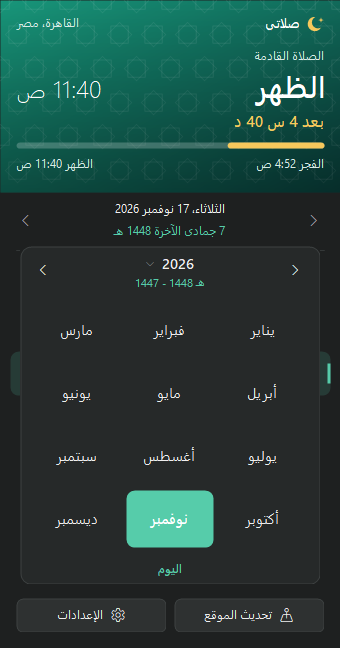 صلاتي
القاهرة، مصر
الصلاة القادمة
الظهر
11:40 ص
بعد 4 س 40 د
الفجر 4:52 ص
الظهر 11:40 ص
الثلاثاء، 17 نوفمبر 2026
7 جمادى الآخرة 1448 هـ
2026
1447 - 1448 هـ
يناير
فبراير
مارس
أبريل
مايو
يونيو
يوليو
أغسطس
سبتمبر
أكتوبر
نوفمبر
ديسمبر
اليوم
تحديث الموقع
الإعدادات